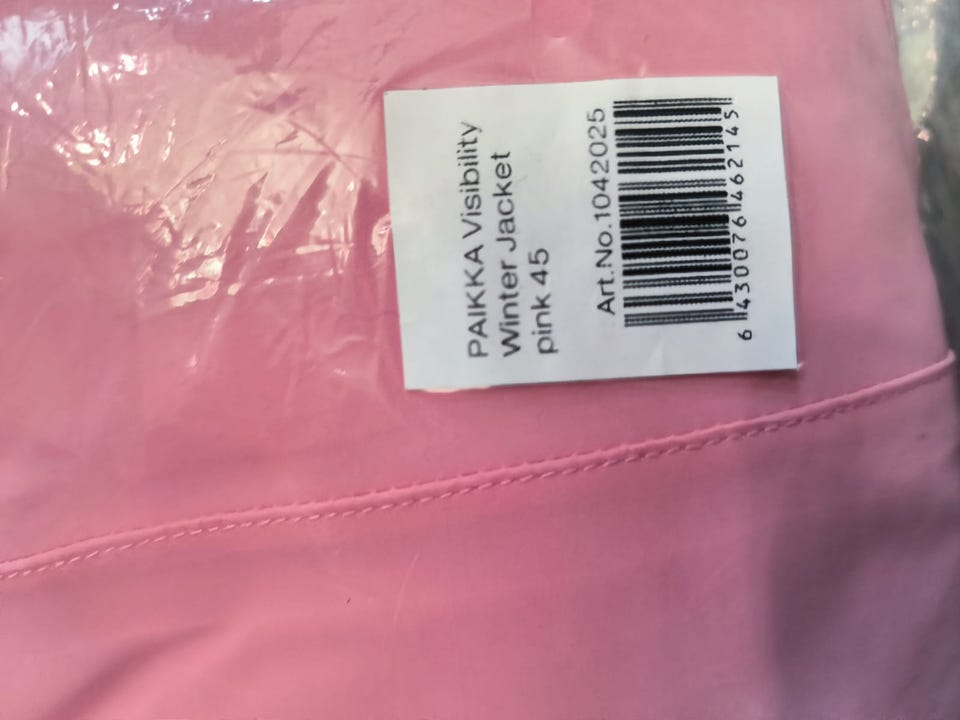 PAIKKA Visibility
Winter Jacket
pink 45
Art.No.1042025
6 430076 462145